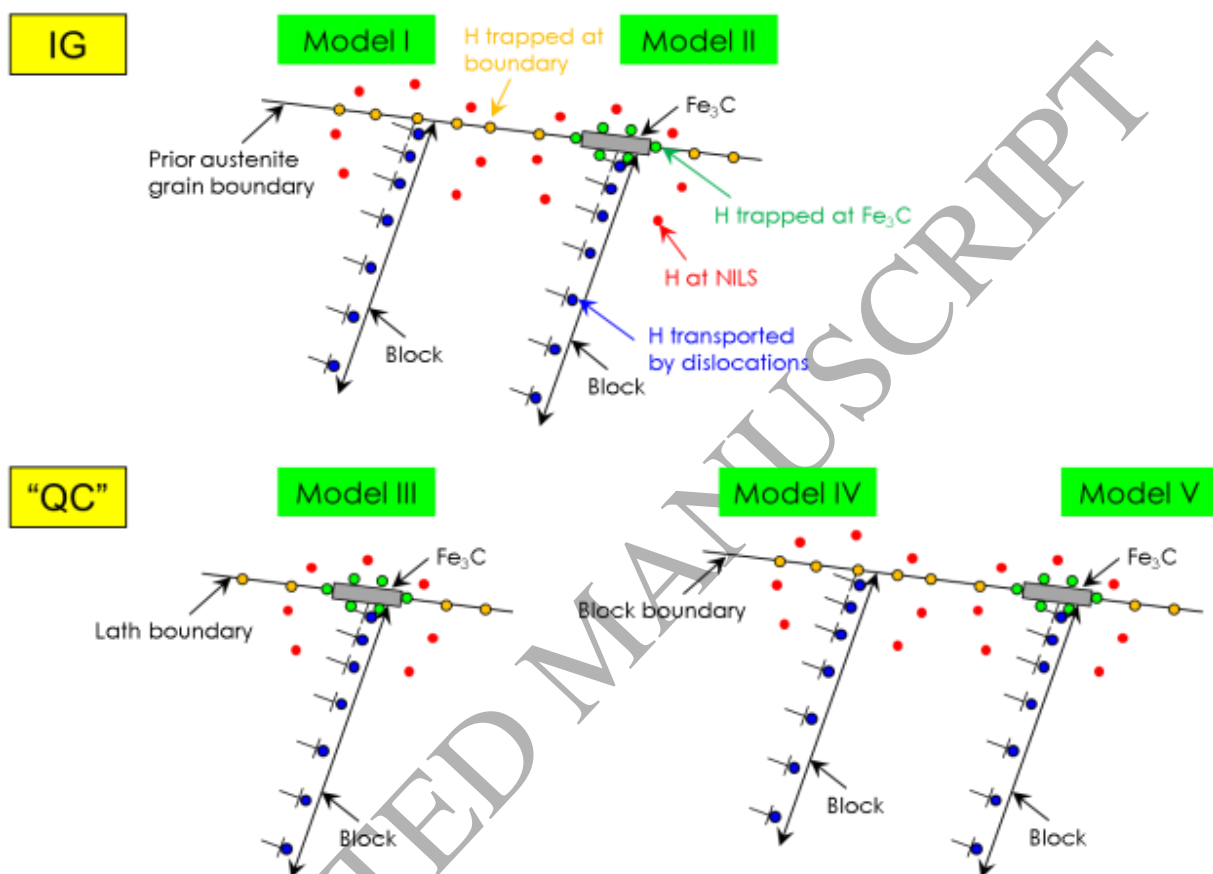 IG
Model I
H trapped at
boundary
Model II
Fe₃C
Prior austenite
grain boundary
H trapped at Fe₃C
H at NILS
H transported
by dislocations
Block
Block
"QC"
Model III
Model IV
Model V
Fe₃C
Fe₃C
Lath boundary
Block boundary
Block
Block
Block
TED MANUSCRIPT